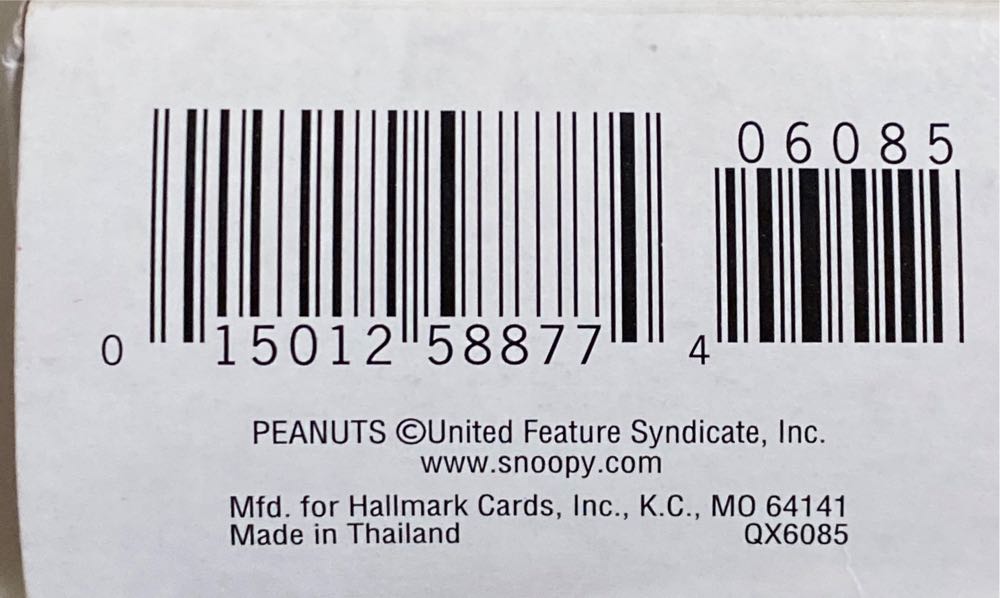 06085
0 15012 58877 4
PEANUTS ©United Feature Syndicate, Inc.
www.snoopy.com
Mfd. for Hallmark Cards, Inc., K.C., MO 64141
Made in Thailand QX6085